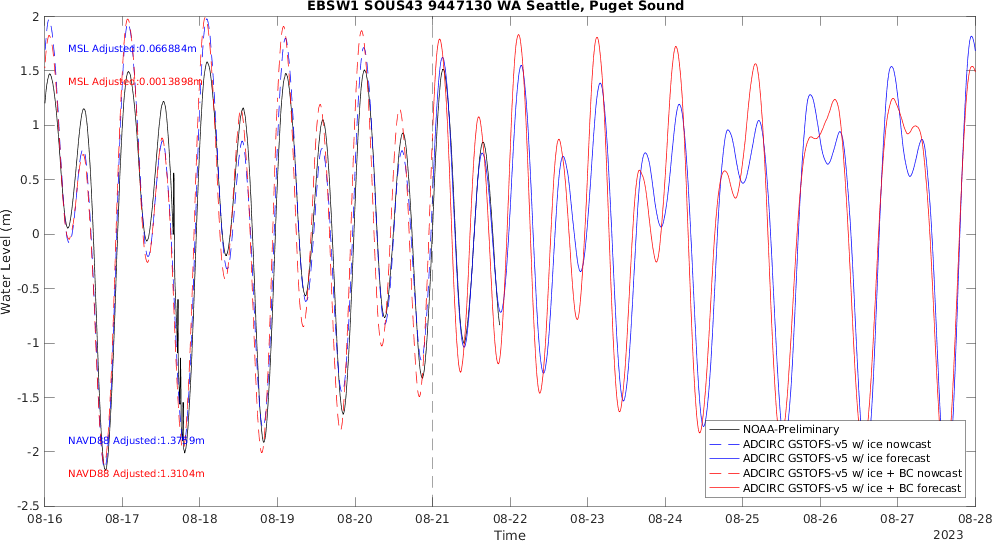 EBSW1 SOUS43 9447130 WA Seattle, Puget Sound
2
1.5
1
0.5
0
-0.5
-1
-1.5
-2
-2.5
Water Level (m)
MSL Adjusted:0.066884m
MSL Adjusted:0.0013898m
NAVD88 Adjusted:1.3759m
NAVD88 Adjusted:1.3104m
NOAA-Preliminary
ADCIRC GSTOFS-v5 w/ ice nowcast
ADCIRC GSTOFS-v5 w/ ice forecast
ADCIRC GSTOFS-v5 w/ ice + BC nowcast
ADCIRC GSTOFS-v5 w/ ice + BC forecast
08-16 08-17 08-18 08-19 08-20 08-21 08-22 08-23 08-24 08-25 08-26 08-27 08-28
Time
2023